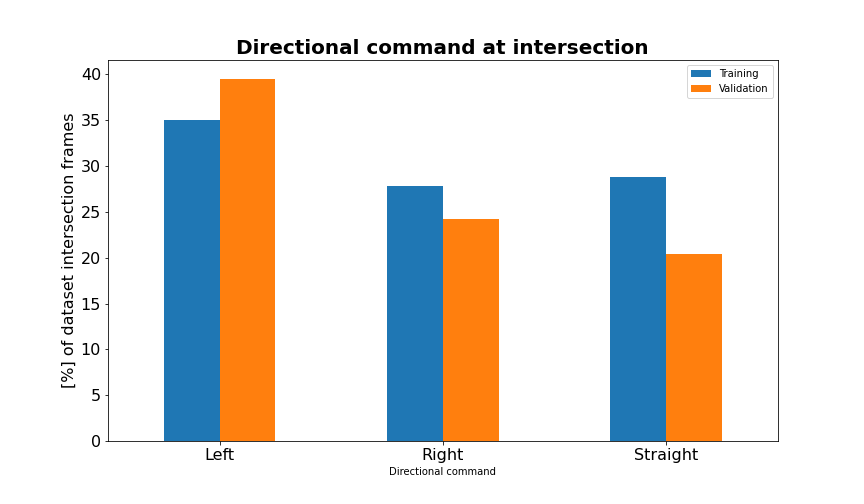 Directional command at intersection
Training
Validation
[%] of dataset intersection frames
40
35
30
25
20
15
10
5
0
Left Right Straight
Directional command